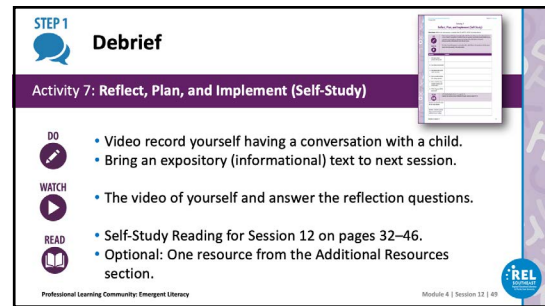 STEP 1
Debrief
Activity 7: Reflect, Plan, and Implement (Self-Study)
DO
• Video record yourself having a conversation with a child.
• Bring an expository (informational) text to next session.
WATCH
• The video of yourself and answer the reflection questions.
READ
• Self-Study Reading for Session 12 on pages 32–46.
• Optional: One resource from the Additional Resources
section.
Professional Learning Community: Emergent Literacy
Module 4 | Session 12 | 49
REL
SOUTHEAST